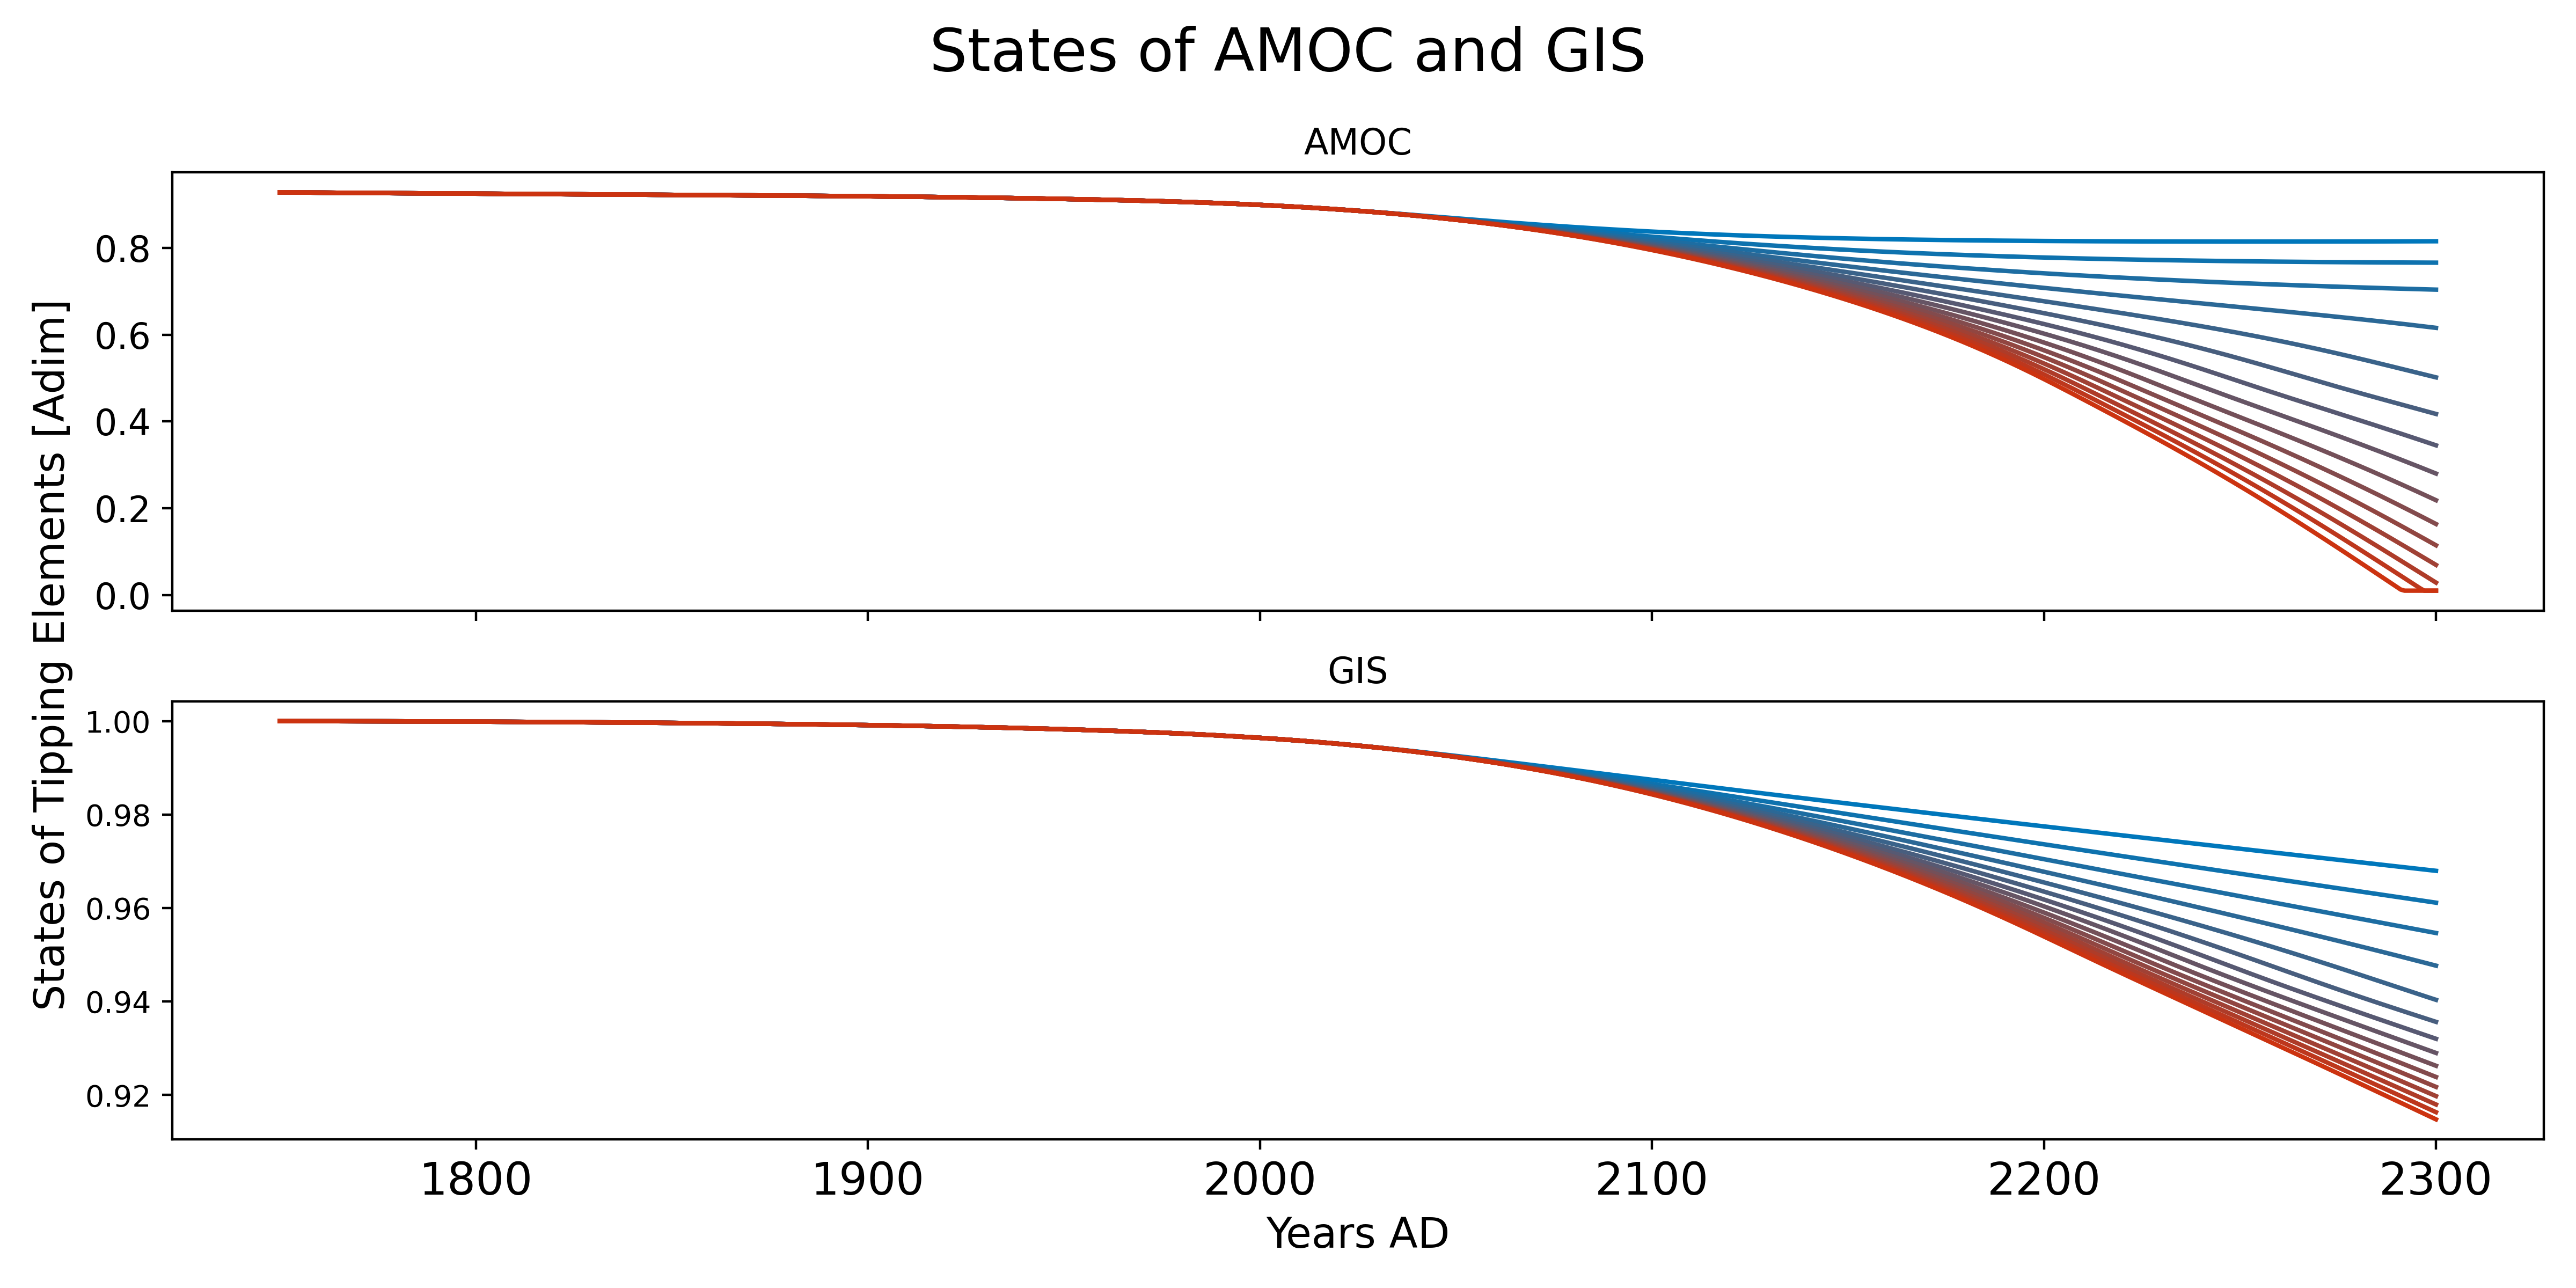 States of AMOC and GIS
AMOC
0.8
0.6
0.4
0.2
0.0
States of Tipping Elements [Adim]
GIS
1.00
0.98
0.96
0.94
0.92
1800 1900 2000 2100 2200 2300
Years AD